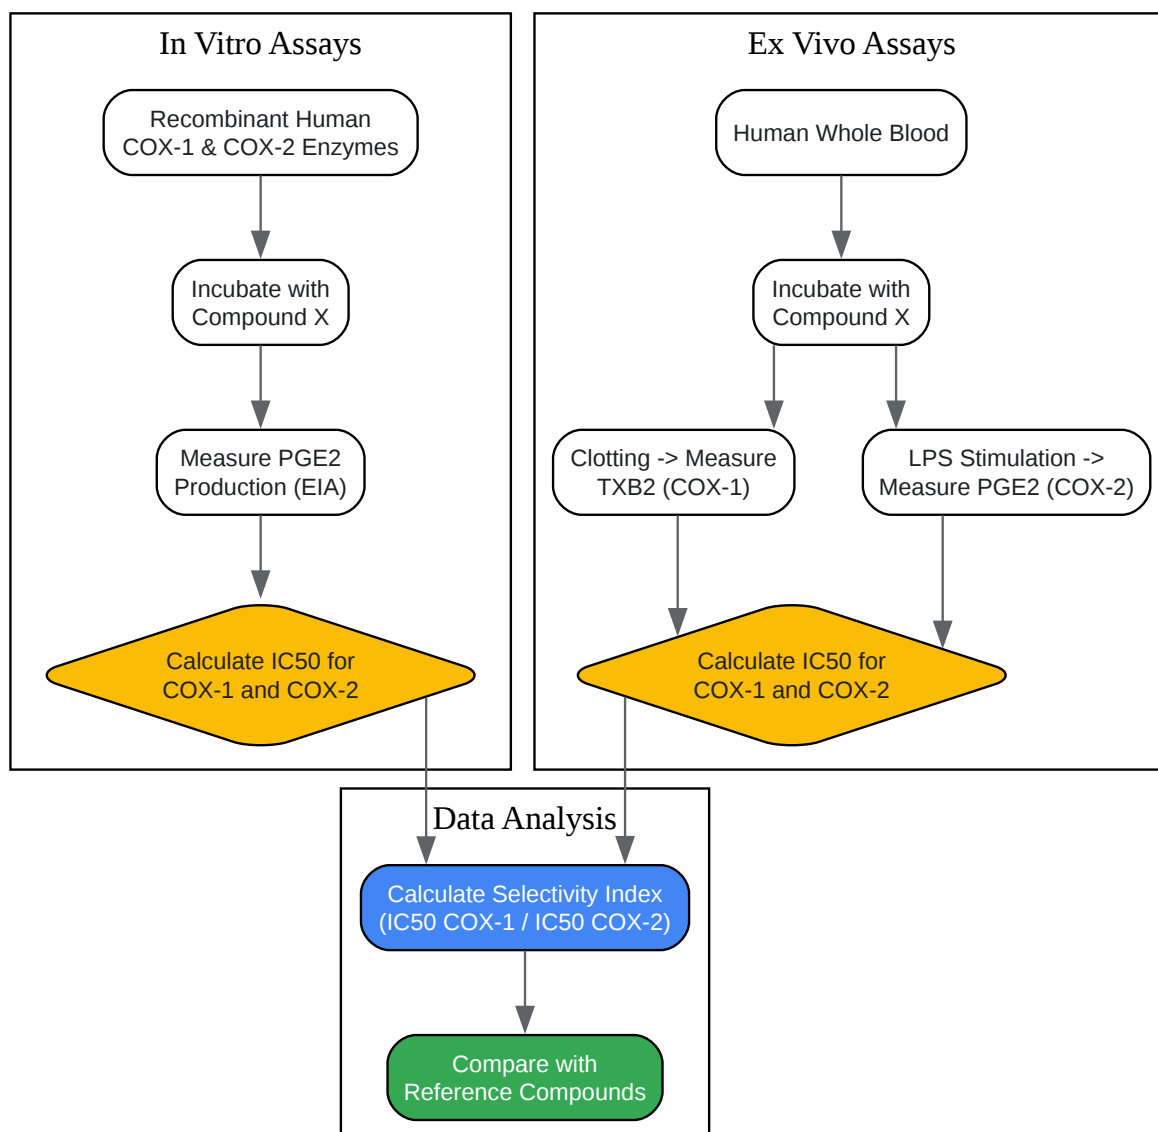 In Vitro Assays
Recombinant Human
COX-1 & COX-2 Enzymes
Incubate with
Compound X
Measure PGE2
Production (EIA)
Calculate IC50 for
COX-1 and COX-2
Ex Vivo Assays
Human Whole Blood
Incubate with
Compound X
Clotting -> Measure
TXB2 (COX-1)
LPS Stimulation ->
Measure PGE2 (COX-2)
Calculate IC50 for
COX-1 and COX-2
Data Analysis
Calculate Selectivity Index
(IC50 COX-1 / IC50 COX-2)
Compare with
Reference Compounds